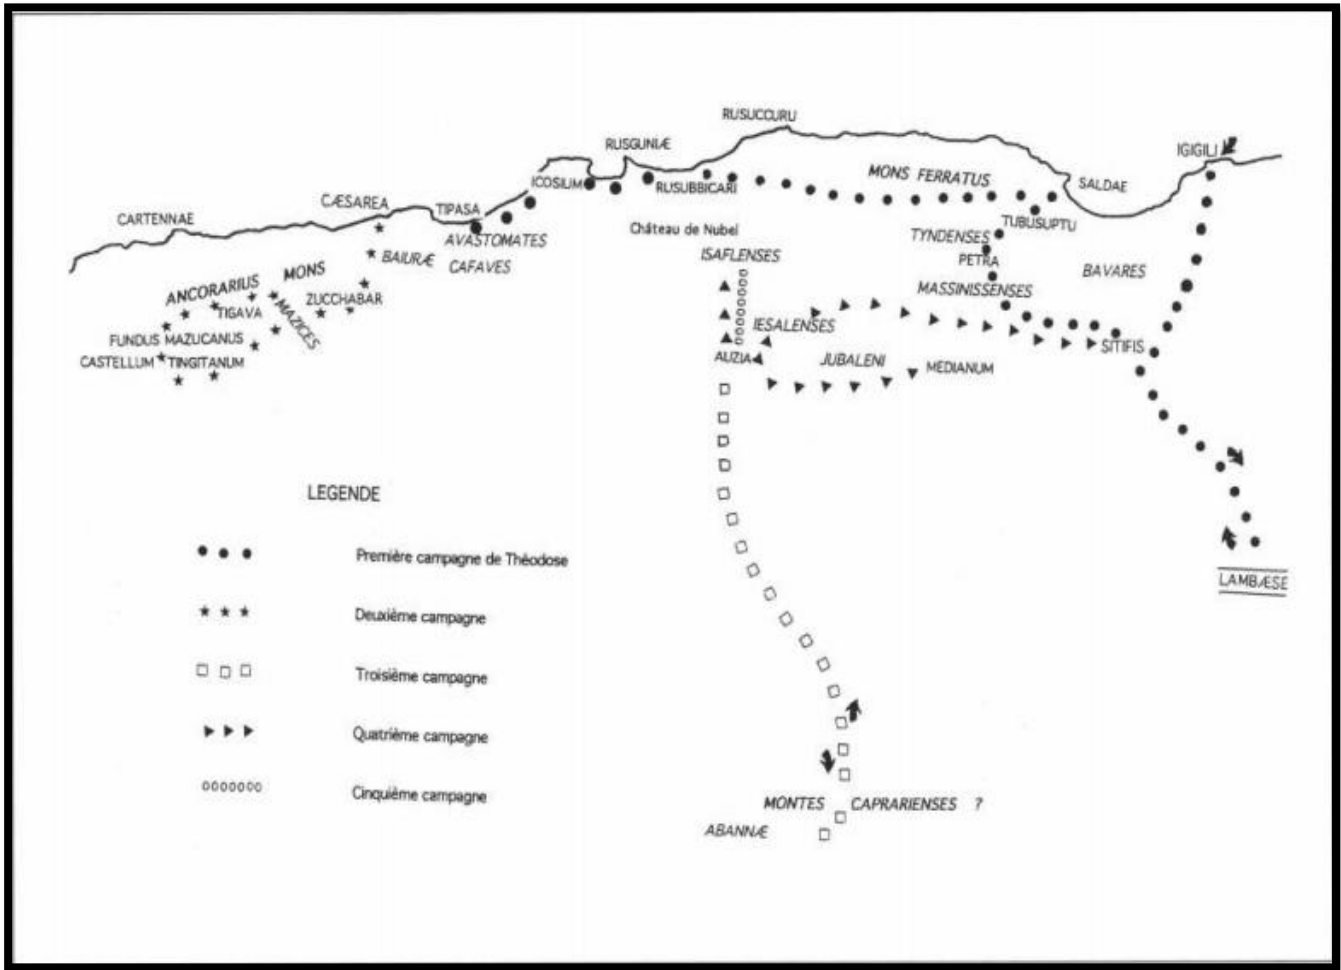 RUSUCCURU
RUSGUNIÆ
IGIGILI
ICOSIUM
RUSUBBICARI
MONS FERRATUS
SALDAE
CARTENNAE
CÆSAREA
TIPASA
AVASTOMATES
CAFAVES
BAIURÆ
Château de Nubel
ISAFLENSES
TUBUSUPTU
TYNDENSES
PETRA
MASSINISSENSES
BAVARES
ANCORARIUS MONS
ZUCCHABAR
TIGAVA
MAZICES
FUNDUS MAZUCANUS
CASTELLUM TINGITANUM
IESALENSES
AUZIA
JUBALENI
MEDIANUM
SITIFIS
LAMBÆSE
LEGENDE
Première campagne de Théodose
Deuxième campagne
Troisième campagne
Quatrième campagne
Cinquième campagne
MONTES CAPRARIENSES ?
ABANNÆ